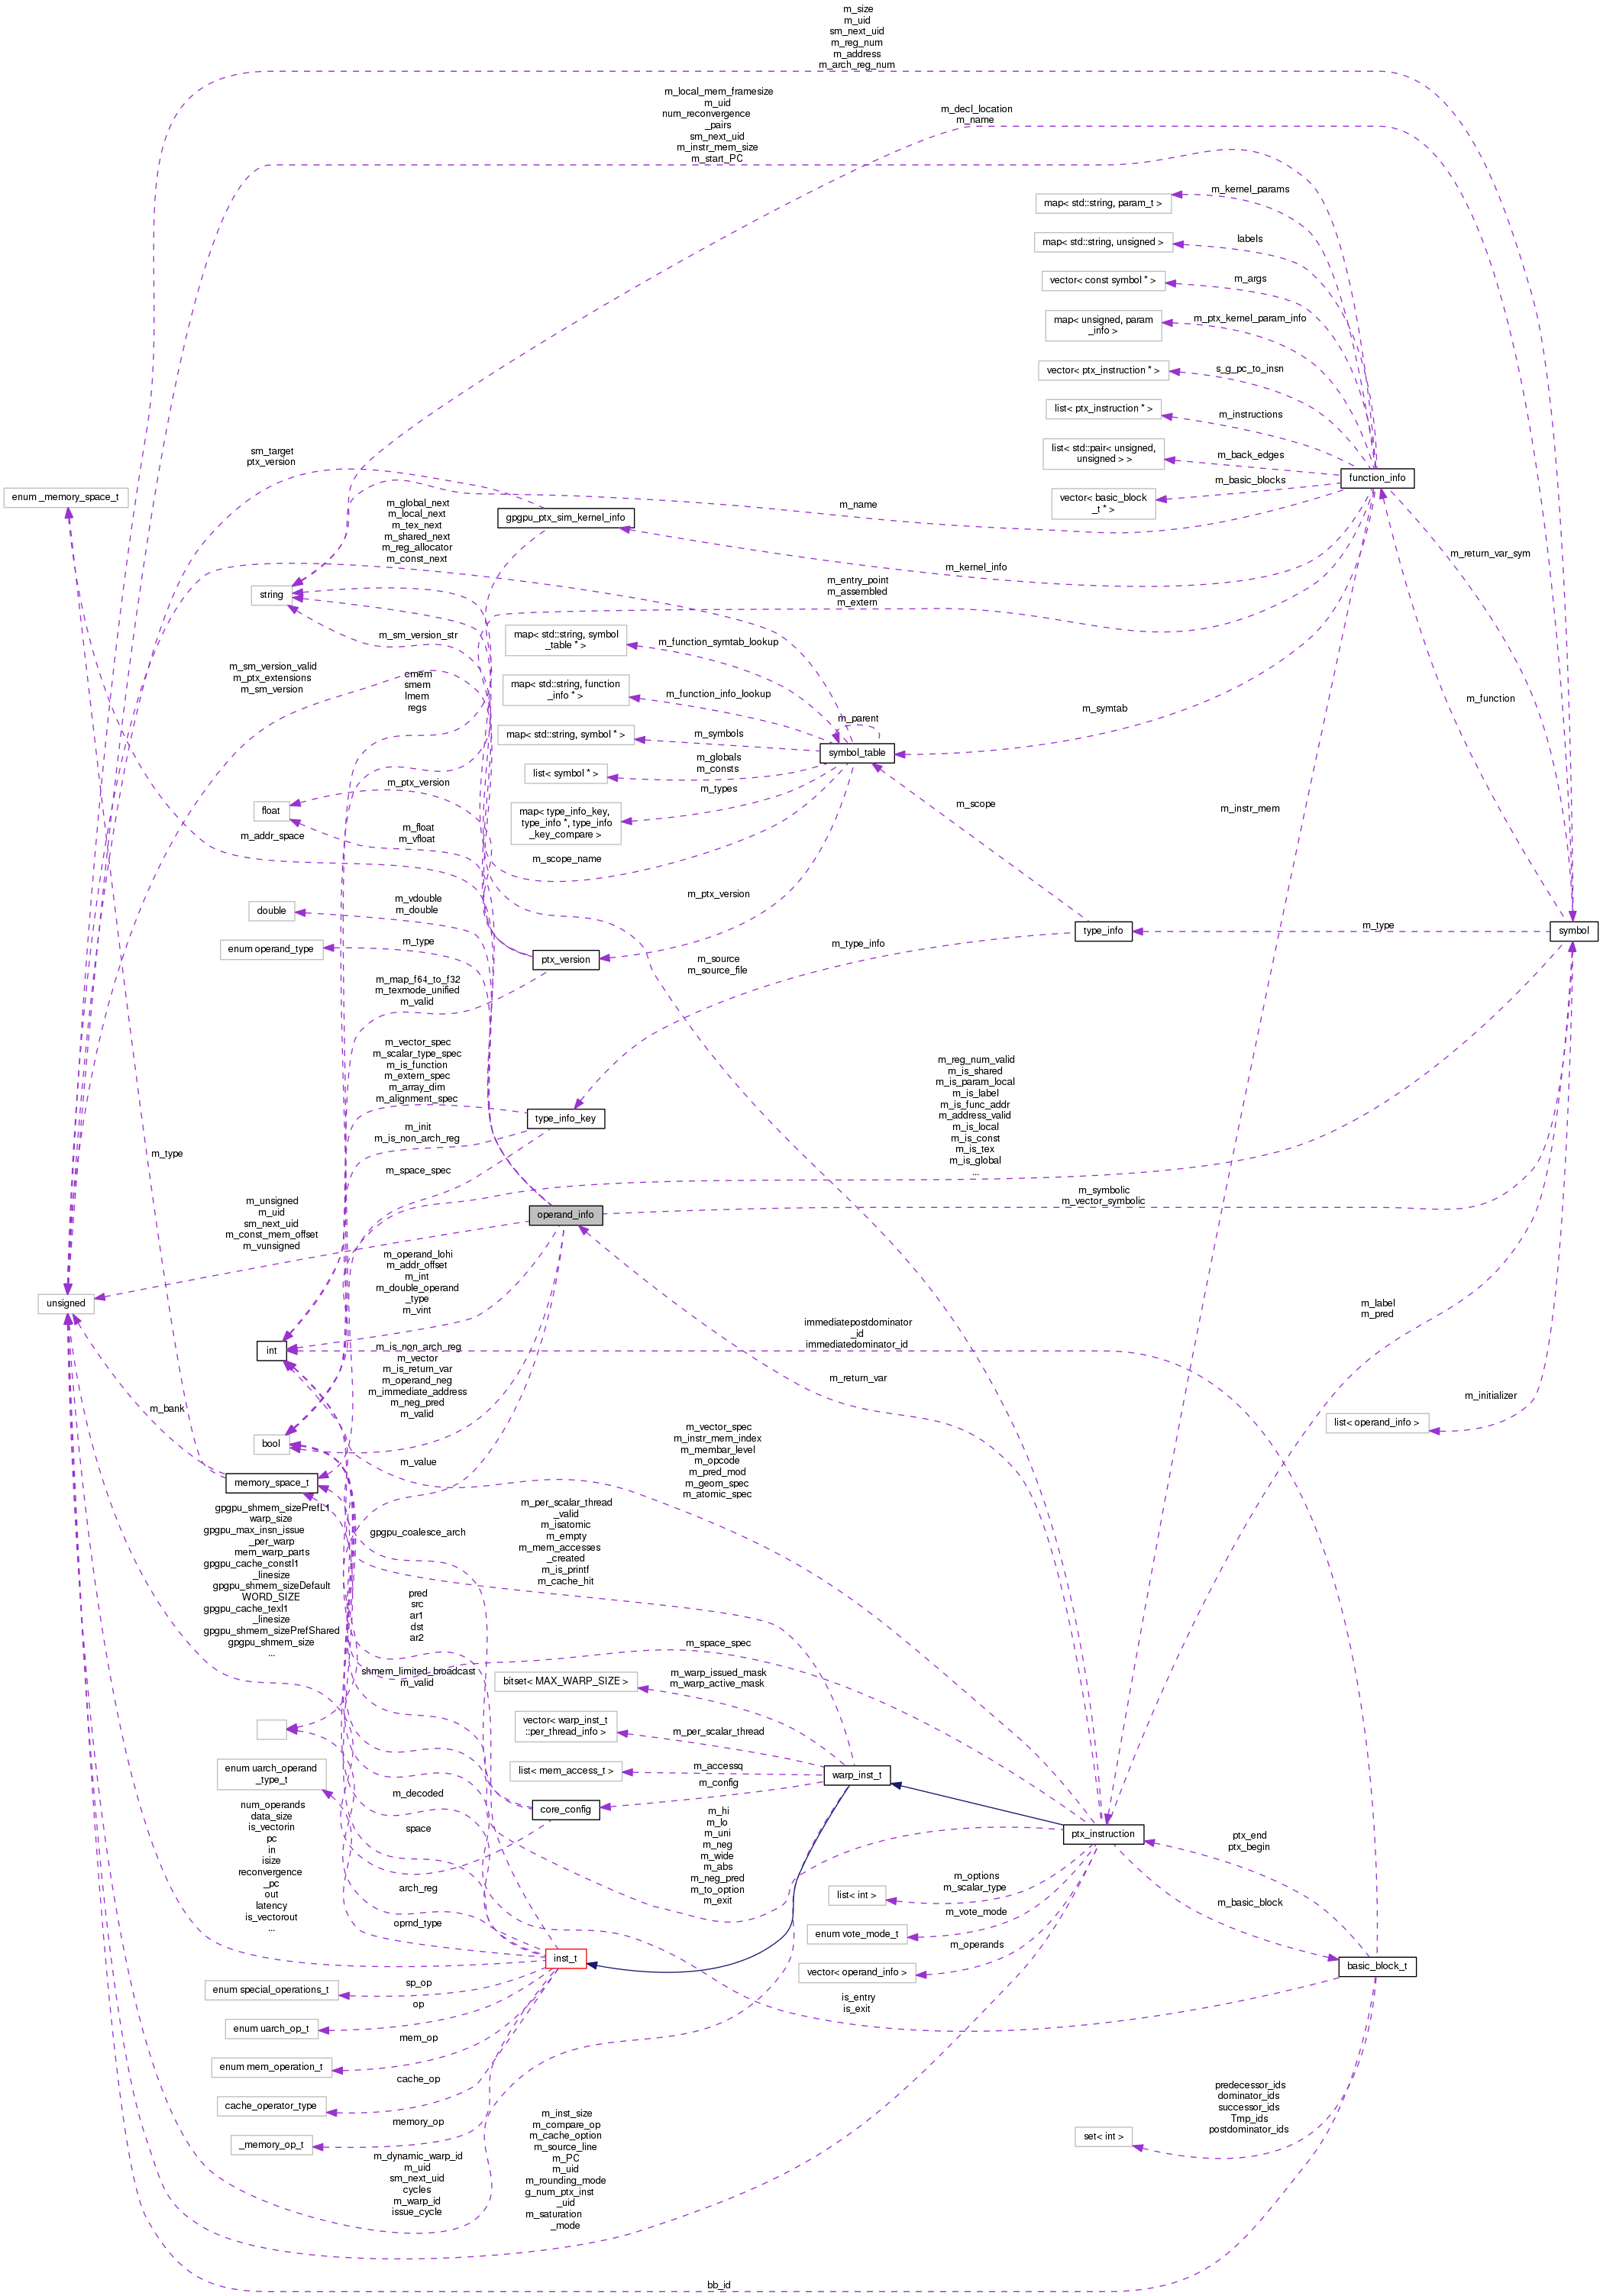 m_size
m_uid
sm_next_uid
m_reg_num
m_address
m_arch_reg_num
m_local_mem_framesize
m_uid
num_reconvergence
_pairs
sm_next_uid
m_instr_mem_size
m_start_PC
m_decl_location
m_name
m_kernel_params
map< std::string, param_t >
labels
map< std::string, unsigned >
m_args
vector< const symbol * >
m_ptx_kernel_param_info
map< unsigned, param
_info >
s_g_pc_to_insn
vector< ptx_instruction * >
m_instructions
list< ptx_instruction * >
m_back_edges
list< std::pair< unsigned,
unsigned > >
function_info
m_basic_blocks
vector< basic_block
_t * >
sm_target
ptx_version
enum _memory_space_t
m_global_next
m_local_next
m_tex_next
m_shared_next
m_reg_allocator
m_const_next
gpgpu_ptx_sim_kernel_info
m_name
m_return_var_sym
m_kernel_info
string
m_entry_point
m_assembled
m_extern
m_sm_version_str
map< std::string, symbol
_table * >
m_function_symtab_lookup
m_sm_version_valid
m_ptx_extensions
m_sm_version
cmem
smem
lmem
regs
map< std::string, function
_info * >
m_function_info_lookup
m_function
m_symtab
m_parent
map< std::string, symbol * >
m_symbols
symbol_table
list< symbol * >
m_globals
m_consts
m_ptx_version
m_types
float
m_addr_space
m_float
m_vfloat
map< type_info_key,
type_info *, type_info
_key_compare >
m_scope
m_instr_mem
m_scope_name
m_ptx_version
double
m_vdouble
m_double
enum operand_type
m_type
ptx_version
m_type_info
type_info
m_type
symbol
m_source
m_source_file
m_map_f64_to_f32
m_texmode_unified
m_valid
m_vector_spec
m_scalar_type_spec
m_is_function
m_extern_spec
m_array_dim
m_alignment_spec
type_info_key
m_reg_num_valid
m_is_shared
m_is_param_local
m_is_label
m_is_func_addr
m_address_valid
m_is_local
m_is_const
m_is_tex
m_is_global
...
m_init
m_is_non_arch_reg
m_type
m_space_spec
m_symbolic
m_vector_symbolic
operand_info
m_unsigned
m_uid
sm_next_uid
m_const_mem_offset
m_vunsigned
m_operand_lohi
m_addr_offset
m_int
m_double_operand
_type
m_vint
unsigned
m_label
m_pred
immediatepostdominator
_id
immediatedominator_id
int
m_is_non_arch_reg
m_vector
m_is_return_var
m_operand_neg
m_immediate_address
m_neg_pred
m_valid
m_return_var
m_initializer
m_bank
list< operand_info >
bool
m_value
memory_space_t
m_vector_spec
m_instr_mem_index
m_membar_level
m_opcode
m_pred_mod
m_geom_spec
m_atomic_spec
gpgpu_shmem_sizePrefL1
warp_size
gpgpu_max_insn_issue
_per_warp
mem_warp_parts
gpgpu_cache_constl1
_linesize
gpgpu_shmem_sizeDefault
WORD_SIZE
gpgpu_cache_texl1
_linesize
gpgpu_shmem_sizePrefShared
gpgpu_shmem_size
...
gpgpu_coalesce_arch
m_per_scalar_thread
_valid
m_isatomic
m_empty
m_mem_accesses
_created
m_is_printf
m_cache_hit
pred
src
ar1
dst
ar2
m_space_spec
shmem_limited_broadcast
m_valid
bitset< MAX_WARP_SIZE >
m_warp_issued_mask
m_warp_active_mask
vector< warp_inst_t
::per_thread_info >
m_per_scalar_thread
enum uarch_operand
_type_t
list< mem_access_t >
m_accessq
warp_inst_t
m_config
m_decoded
core_config
num_operands
data_size
is_vectorin
pc
in
isize
reconvergence
_pc
out
latency
is_vectorout
...
space
m_hi
m_lo
m_uni
m_neg
m_wide
m_abs
m_neg_pred
m_to_option
m_exit
ptx_instruction
ptx_end
ptx_begin
m_options
m_scalar_type
list< int >
arch_reg
m_vote_mode
enum vote_mode_t
m_basic_block
oprnd_type
m_operands
inst_t
vector< operand_info >
basic_block_t
sp_op
enum special_operations_t
is_entry
is_exit
op
enum uarch_op_t
mem_op
enum mem_operation_t
cache_op
cache_operator_type
memory_op
_memory_op_t
predecessor_ids
dominator_ids
successor_ids
Tmp_ids
postdominator_ids
set< int >
m_dynamic_warp_id
m_uid
sm_next_uid
cycles
m_warp_id
issue_cycle
m_inst_size
m_compare_op
m_cache_option
m_source_line
m_PC
m_uid
m_rounding_mode
g_num_ptx_inst
_uid
m_saturation
_mode
bb_id